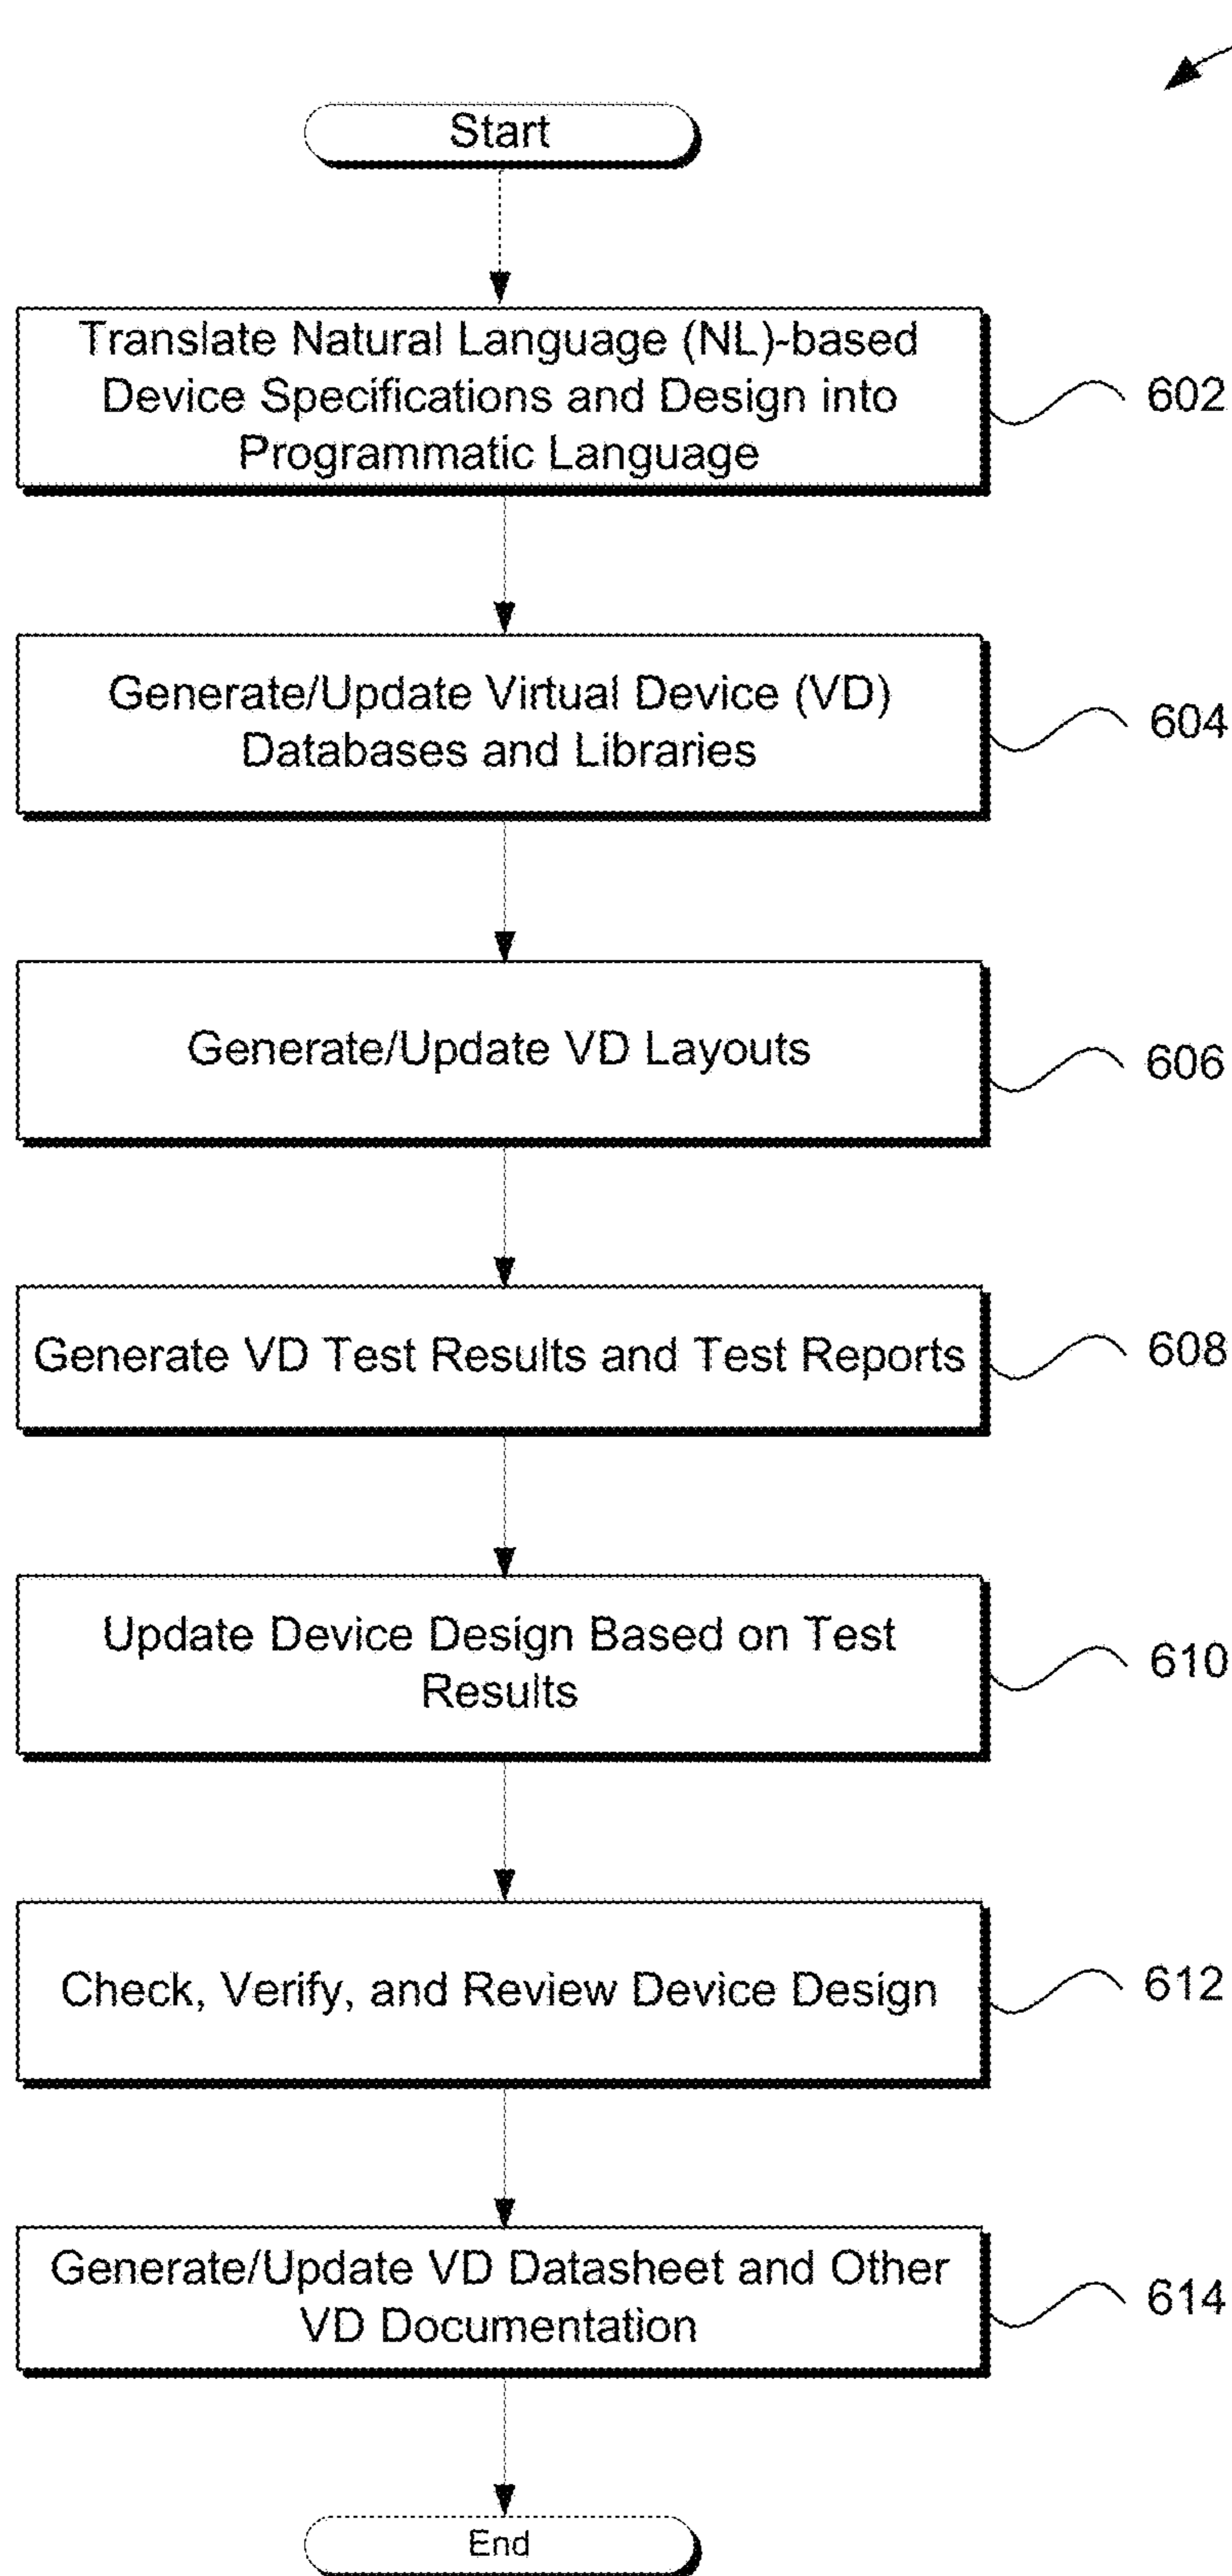 Start
Translate Natural Language (NL)-based
Device Specifications and Design into
Programmatic Language
602
Generate/Update Virtual Device (VD)
Databases and Libraries
604
Generate/Update VD Layouts
606
Generate VD Test Results and Test Reports
608
Update Device Design Based on Test
Results
610
Check, Verify, and Review Device Design
612
Generate/Update VD Datasheet and Other
VD Documentation
614
End